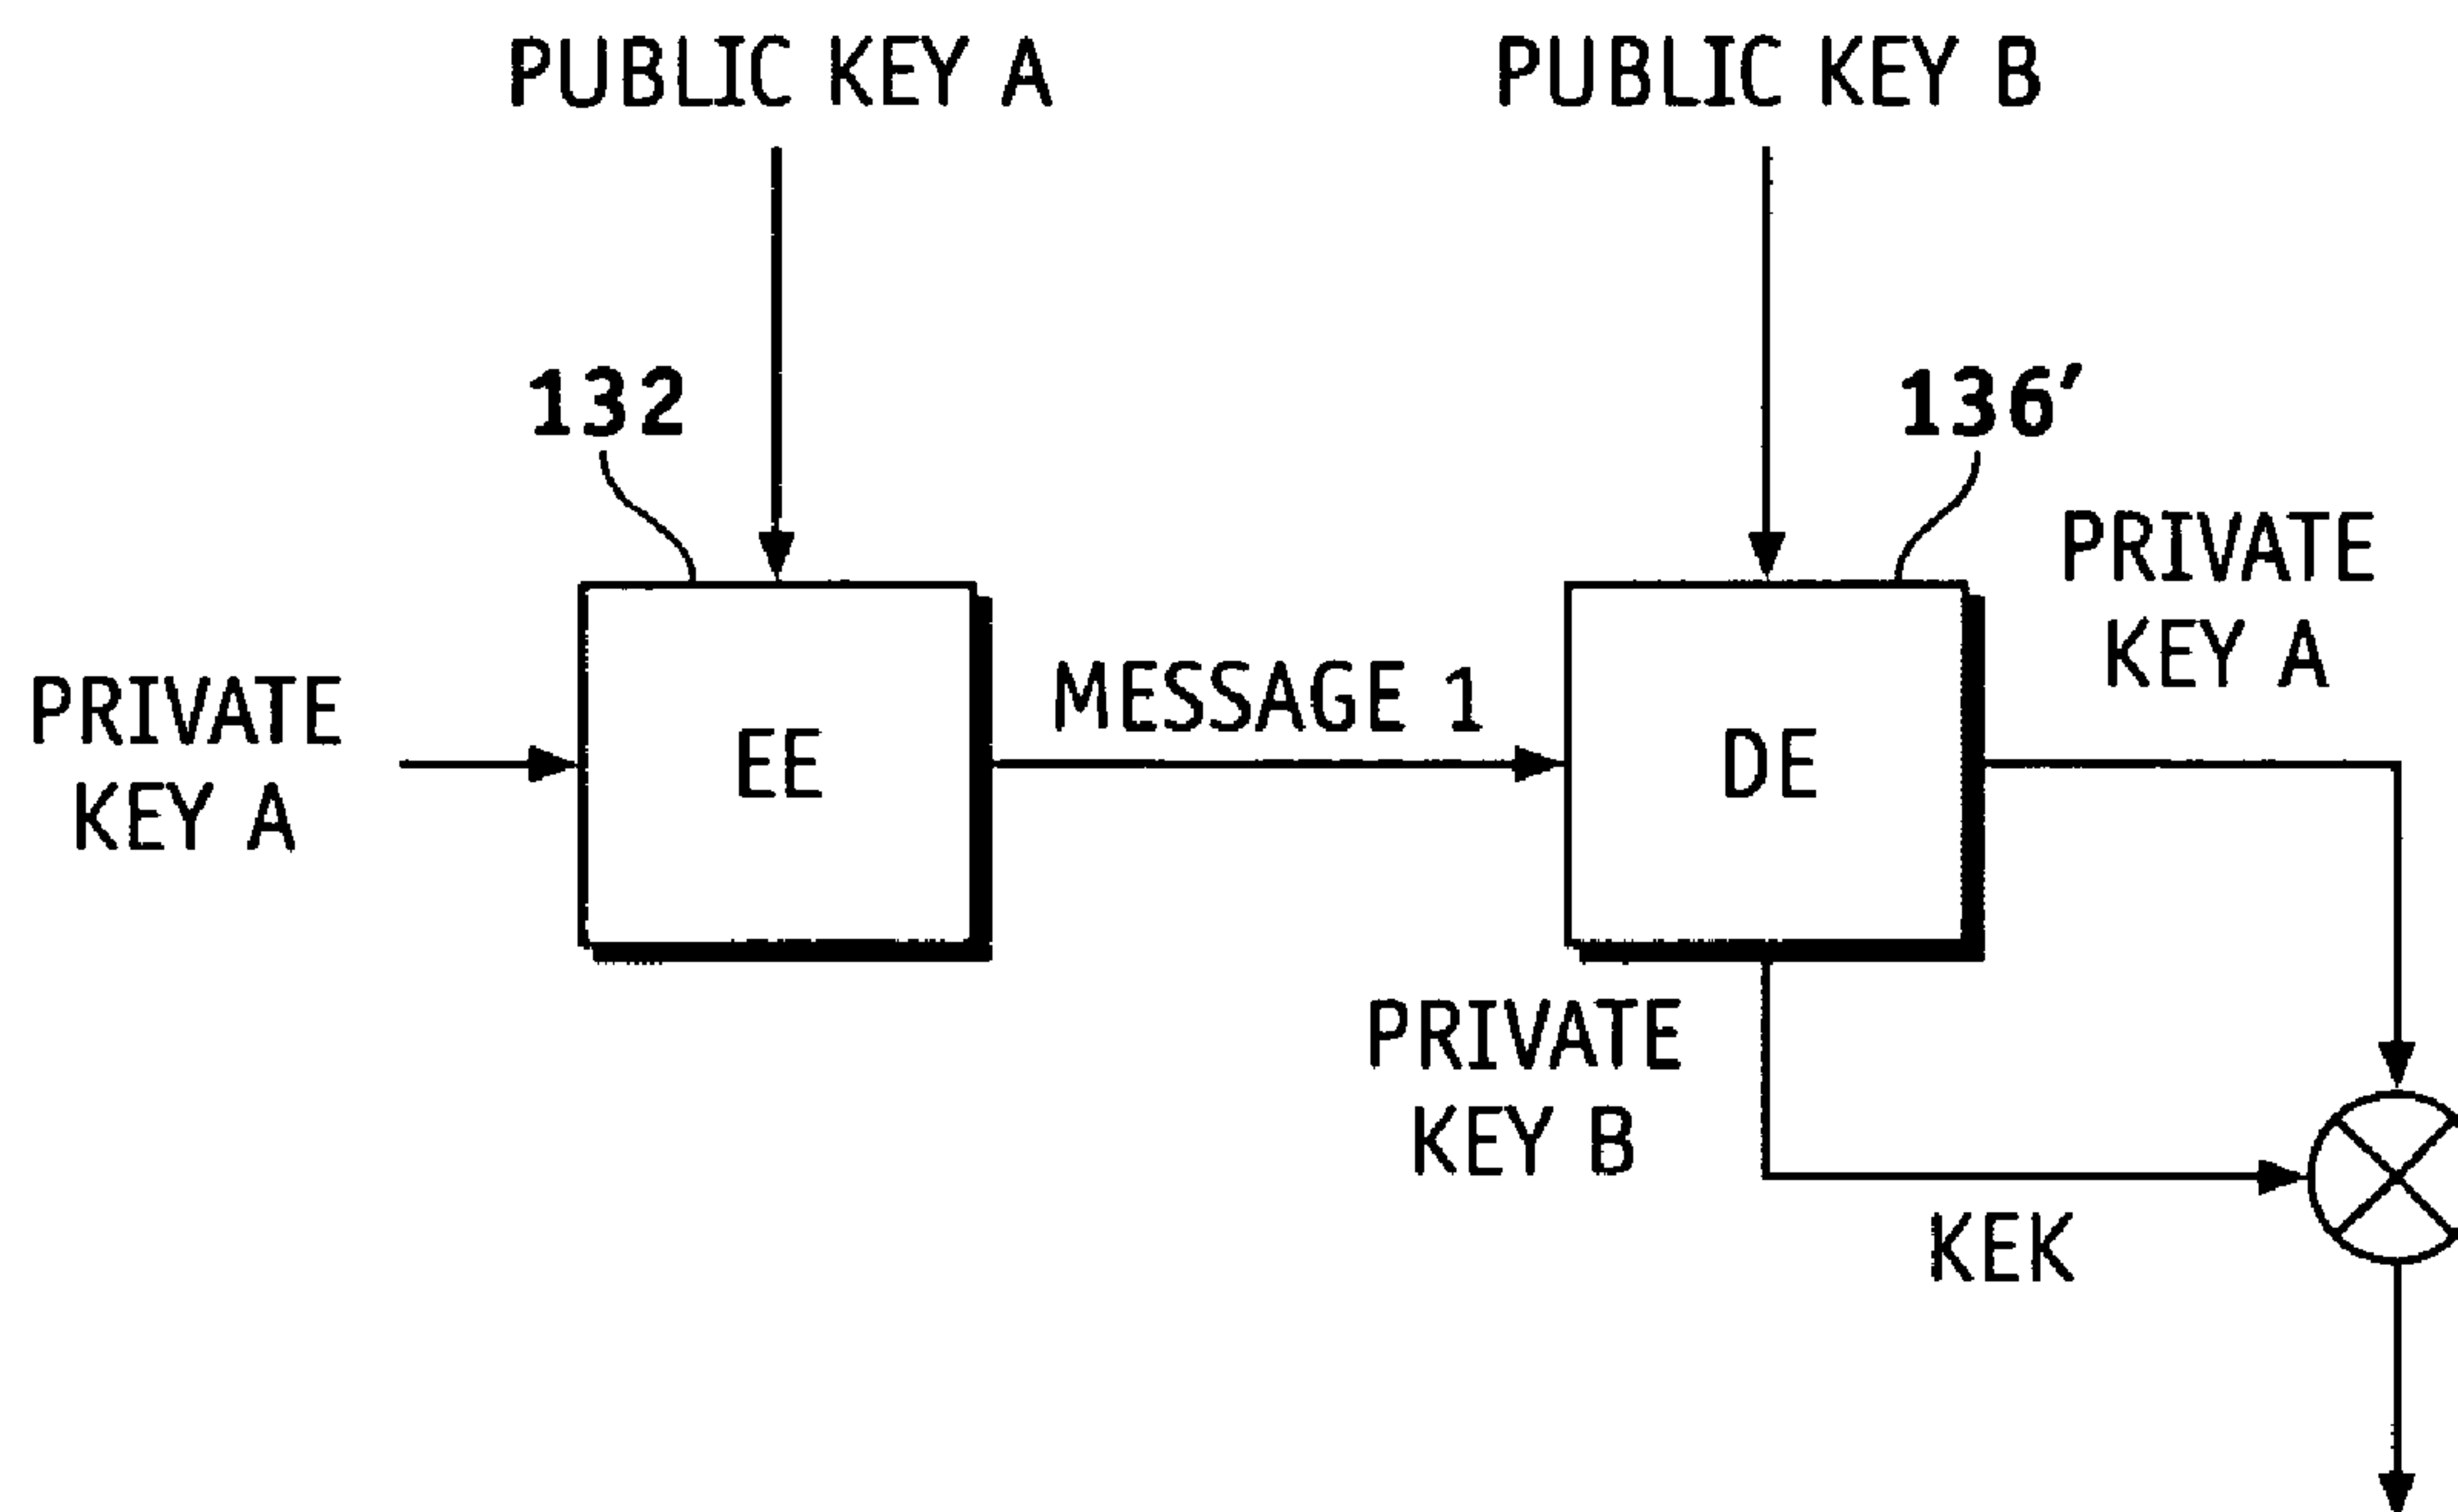 PUBLIC KEY A
PUBLIC KEY B
132
136′
PRIVATE
KEY A
PRIVATE
KEY A
EE
MESSAGE 1
DE
PRIVATE
KEY B
KEK